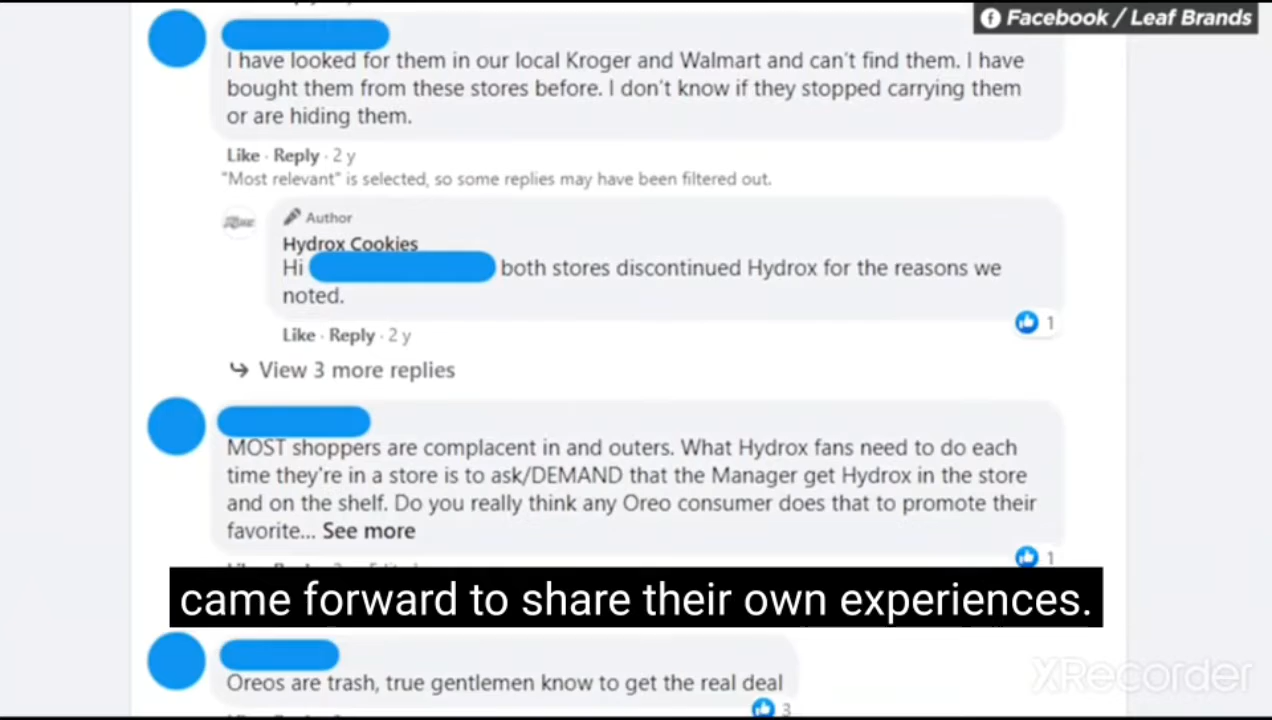 Facebook / Leaf Brands
I have looked for them in our local Kroger and Walmart and can't find them. I have
bought them from these stores before. I don't know if they stopped carrying them
or are hiding them.
Like · Reply · 2 y
"Most relevant" is selected, so some replies may have been filtered out.
Author
Hydrox Cookies
Hi both stores discontinued Hydrox for the reasons we
noted.
1
Like · Reply · 2 y
View 3 more replies
MOST shoppers are complacent in and outers. What Hydrox fans need to do each
time they're in a store is to ask/DEMAND that the Manager get Hydrox in the store
and on the shelf. Do you really think any Oreo consumer does that to promote their
favorite... See more
1
came forward to share their own experiences.
Oreos are trash, true gentlemen know to get the real deal
3
XRecorder